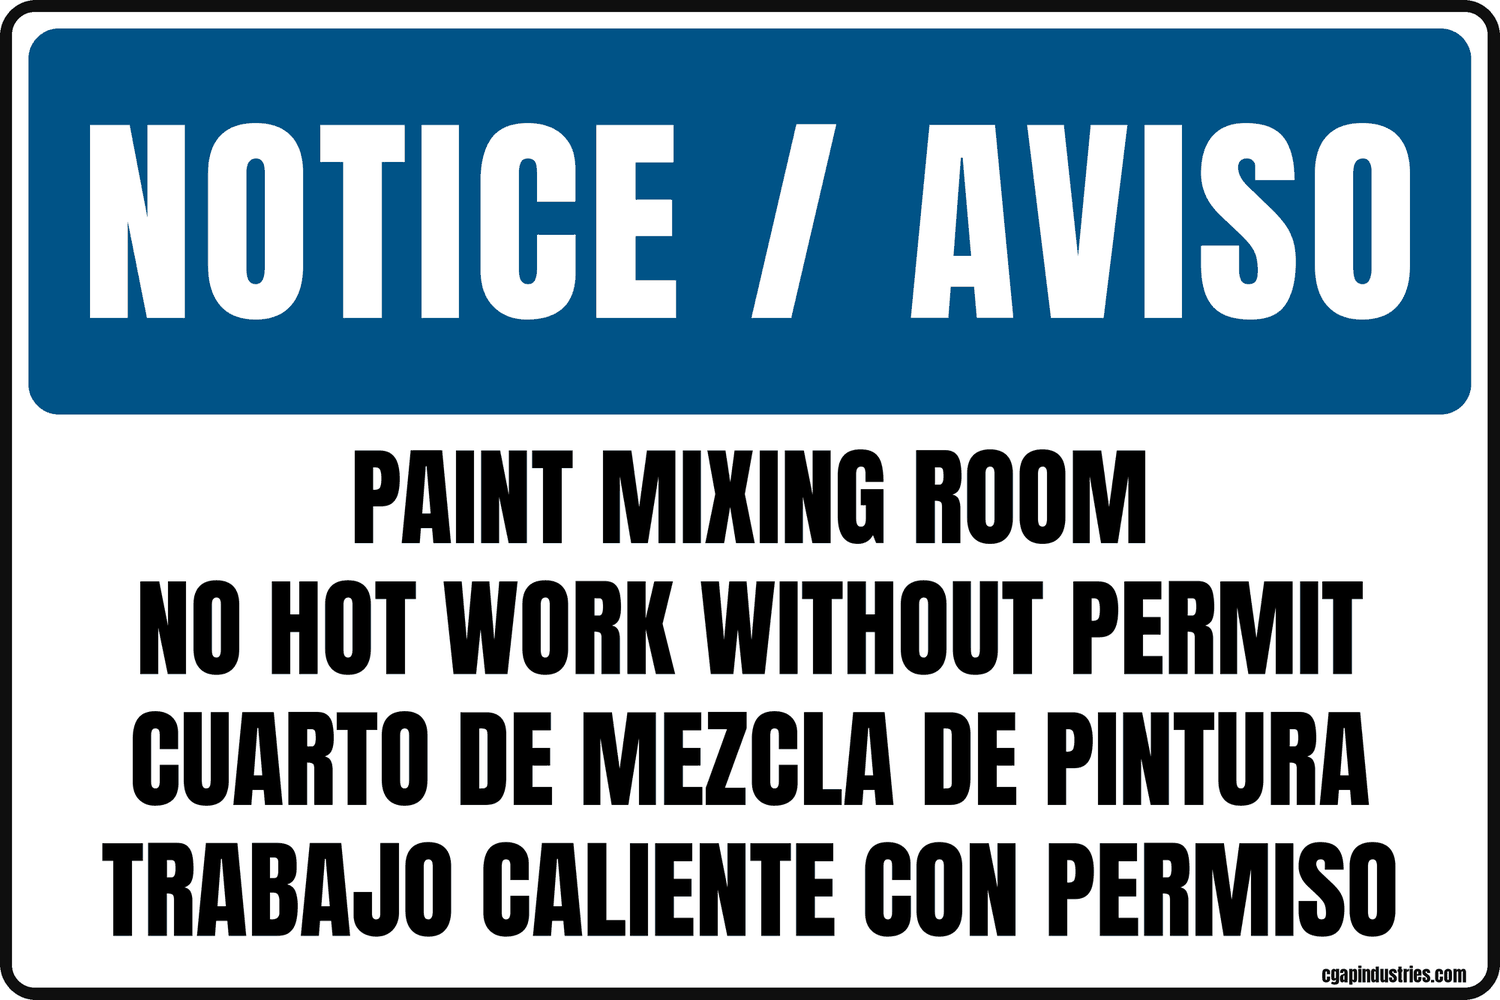 NOTICE / AVISO
PAINT MIXING ROOM
NO HOT WORK WITHOUT PERMIT
CUARTO DE MEZCLA DE PINTURA
TRABAJO CALIENTE CON PERMISO
cgapindustries.com